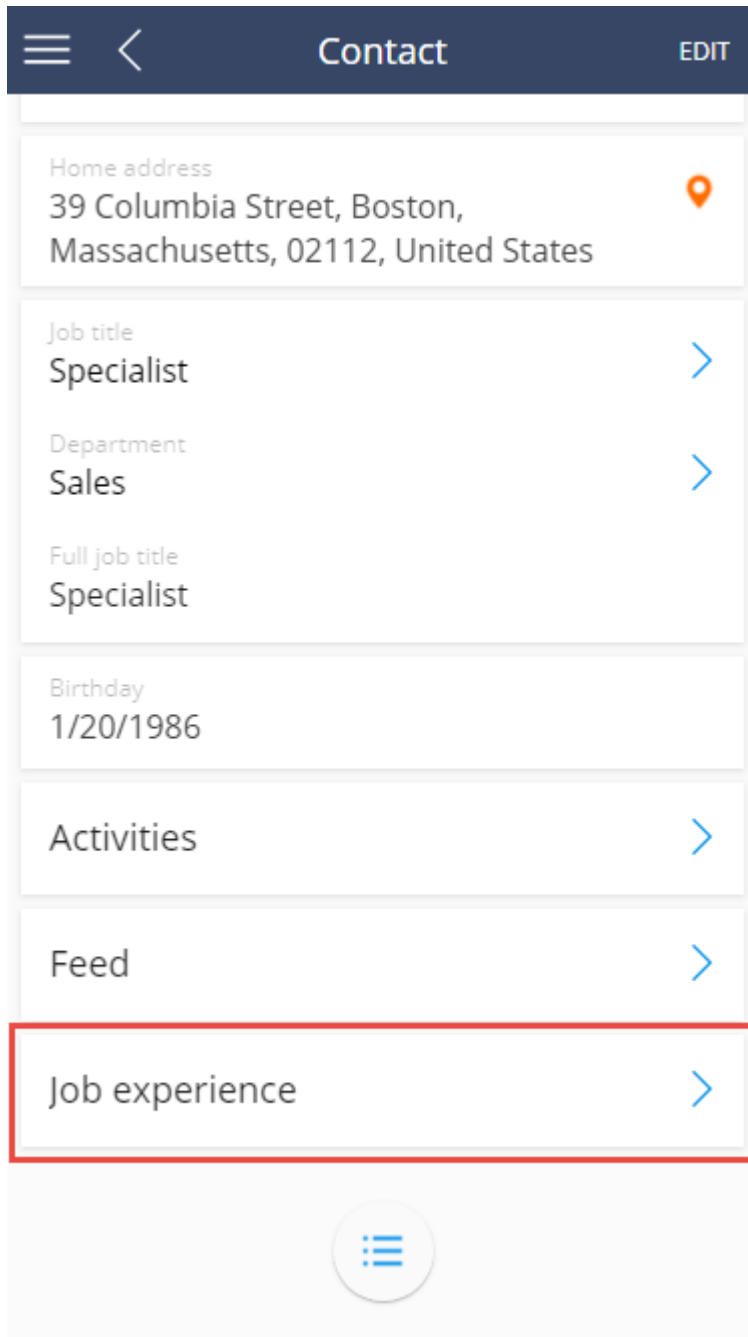 Contact
EDIT
Home address
39 Columbia Street, Boston,
Massachusetts, 02112, United States
Job title
Specialist
Department
Sales
Full job title
Specialist
Birthday
1/20/1986
Activities
Feed
Job experience